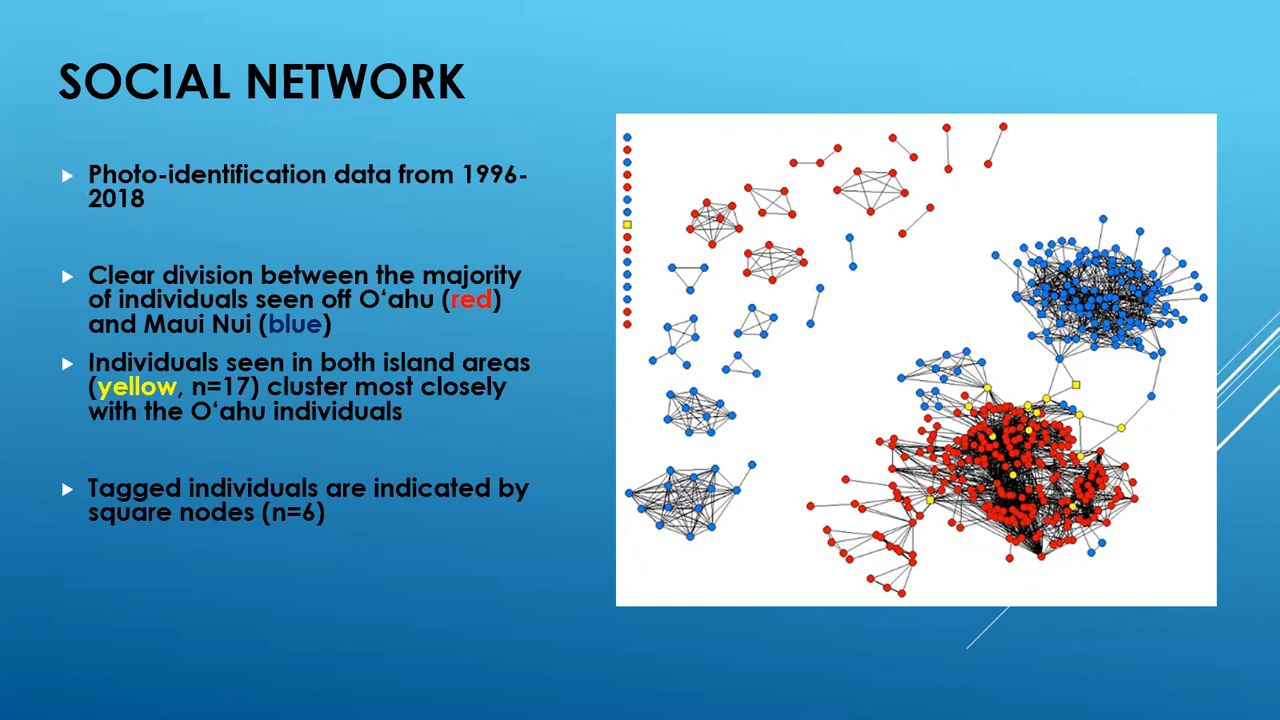 SOCIAL NETWORK
Photo-identification data from 1996-
2018
Clear division between the majority
of individuals seen off Oʻahu (red)
and Maui Nui (blue)
Individuals seen in both island areas
(yellow, n=17) cluster most closely
with the Oʻahu individuals
Tagged individuals are indicated by
square nodes (n=6)